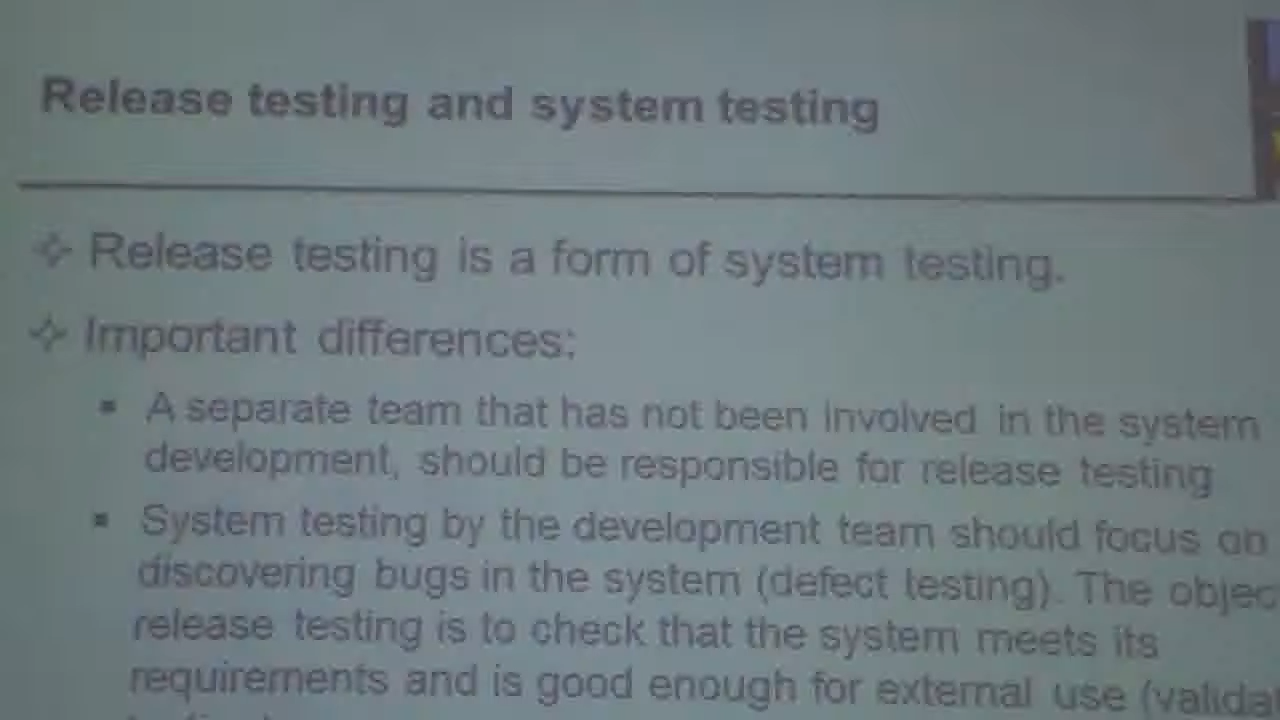 Release testing and system testing
Release testing is a form of system testing.
Important differences:
A separate team that has not been involved in the system
development, should be responsible for release testing
System testing by the development team should focus on
discovering bugs in the system (defect testing). The objec
release testing is to check that the system meets its
requirements and is good enough for external use (valida